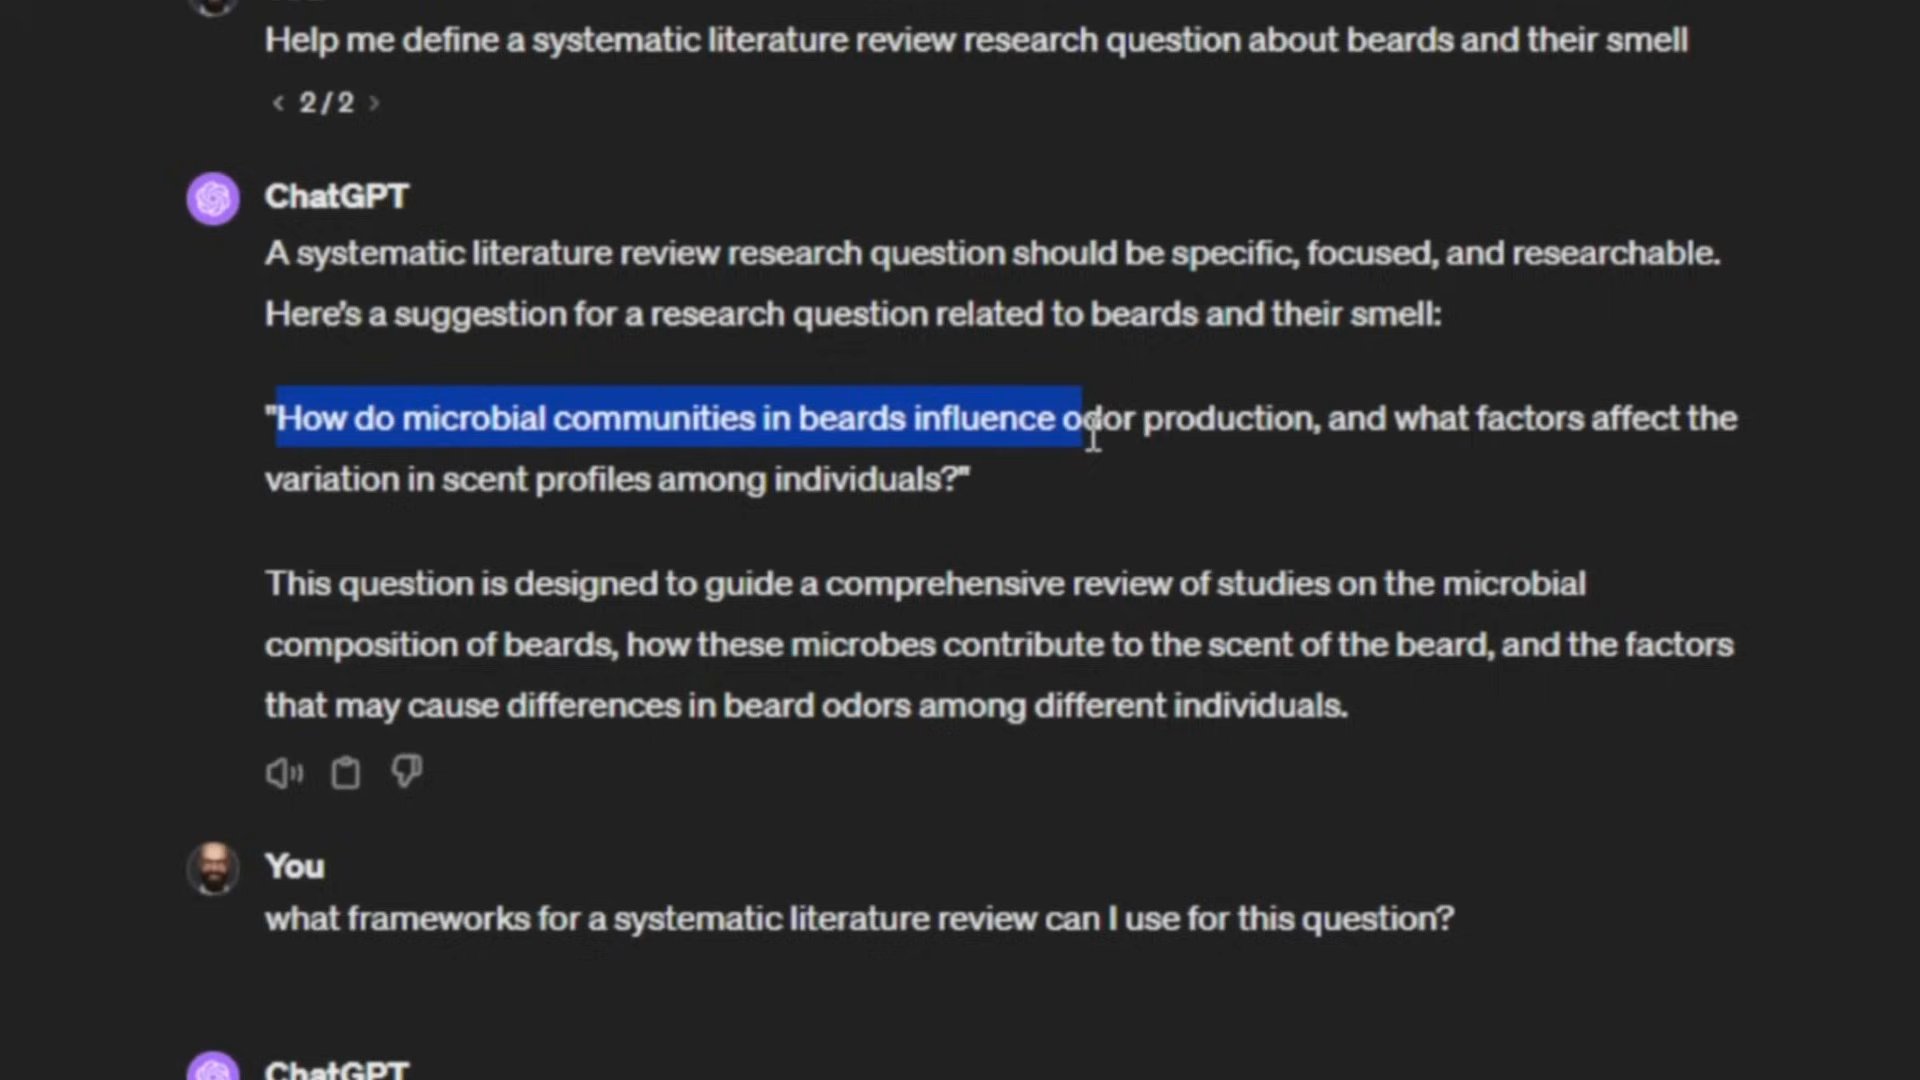 Help me define a systematic literature review research question about beards and their smell
< 2/2 >
ChatGPT
A systematic literature review research question should be specific, focused, and researchable.
Here's a suggestion for a research question related to beards and their smell:
"How do microbial communities in beards influence odor production, and what factors affect the
variation in scent profiles among individuals?"
This question is designed to guide a comprehensive review of studies on the microbial
composition of beards, how these microbes contribute to the scent of the beard, and the factors
that may cause differences in beard odors among different individuals.
You
what frameworks for a systematic literature review can I use for this question?
ChatGPT